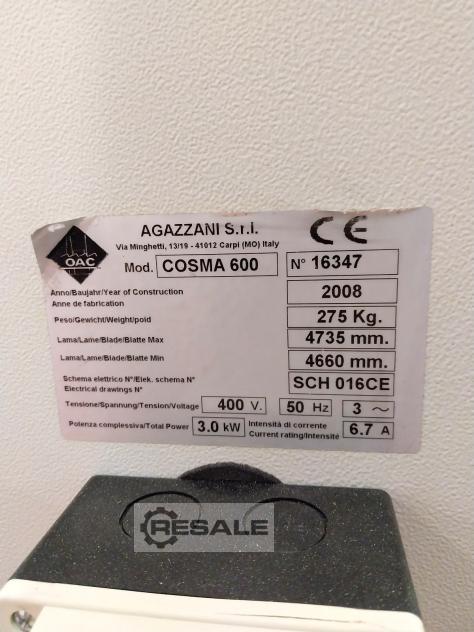 AGAZZANI S.r.l.
CE
Via Minghetti, 13/19 - 41012 Carpi (MO) Italy
OAC
Mod. COSMA 600 N° 16347
Anno/Baujahr/Year of Construction
Anne de fabrication 2008
Peso/Gewicht/Weight/poid 275 Kg.
Lama/Lame/Blade/Blatte Max 4735 mm.
Lama/Lame/Blade/Blatte Min 4660 mm.
Schema elettrico N°/Elek. schema N°
Electrical drawings N° SCH 016CE
Tensione/Spannung/Tension/Voltage 400 V. 50 Hz 3 ~
Potenza complessiva/Total Power 3.0 kW Intensità di corrente
Current rating/Intensité 6.7 A
RESALE